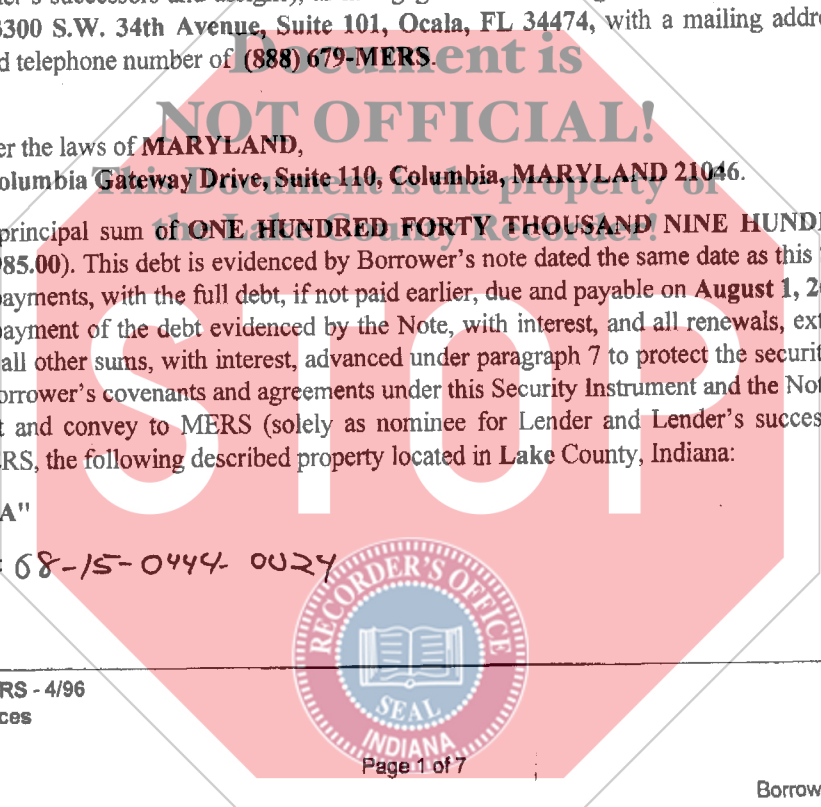 3300 S.W. 34th Avenue, Suite 101, Ocala, FL 34474, with a mailing addr
d telephone number of (888) 679-MERS.
Document is
NOT OFFICIAL!
er the laws of MARYLAND,
This Document is the property of
olumbia Gateway Drive, Suite 110, Columbia, MARYLAND 21046.
the Lake County Recorder!
principal sum of ONE HUNDRED FORTY THOUSAND NINE HUND
985.00). This debt is evidenced by Borrower's note dated the same date as this
payments, with the full debt, if not paid earlier, due and payable on August 1, 2
payment of the debt evidenced by the Note, with interest, and all renewals, ext
all other sums, with interest, advanced under paragraph 7 to protect the securit
orrower's covenants and agreements under this Security Instrument and the Not
t and convey to MERS (solely as nominee for Lender and Lender's succes
RS, the following described property located in Lake County, Indiana:
STOP
A"
: 68-15-0444-0024
RECORDER'S OFFICE
SEAL
INDIANA
RS - 4/96
ces
Page 1 of 7
Borrow